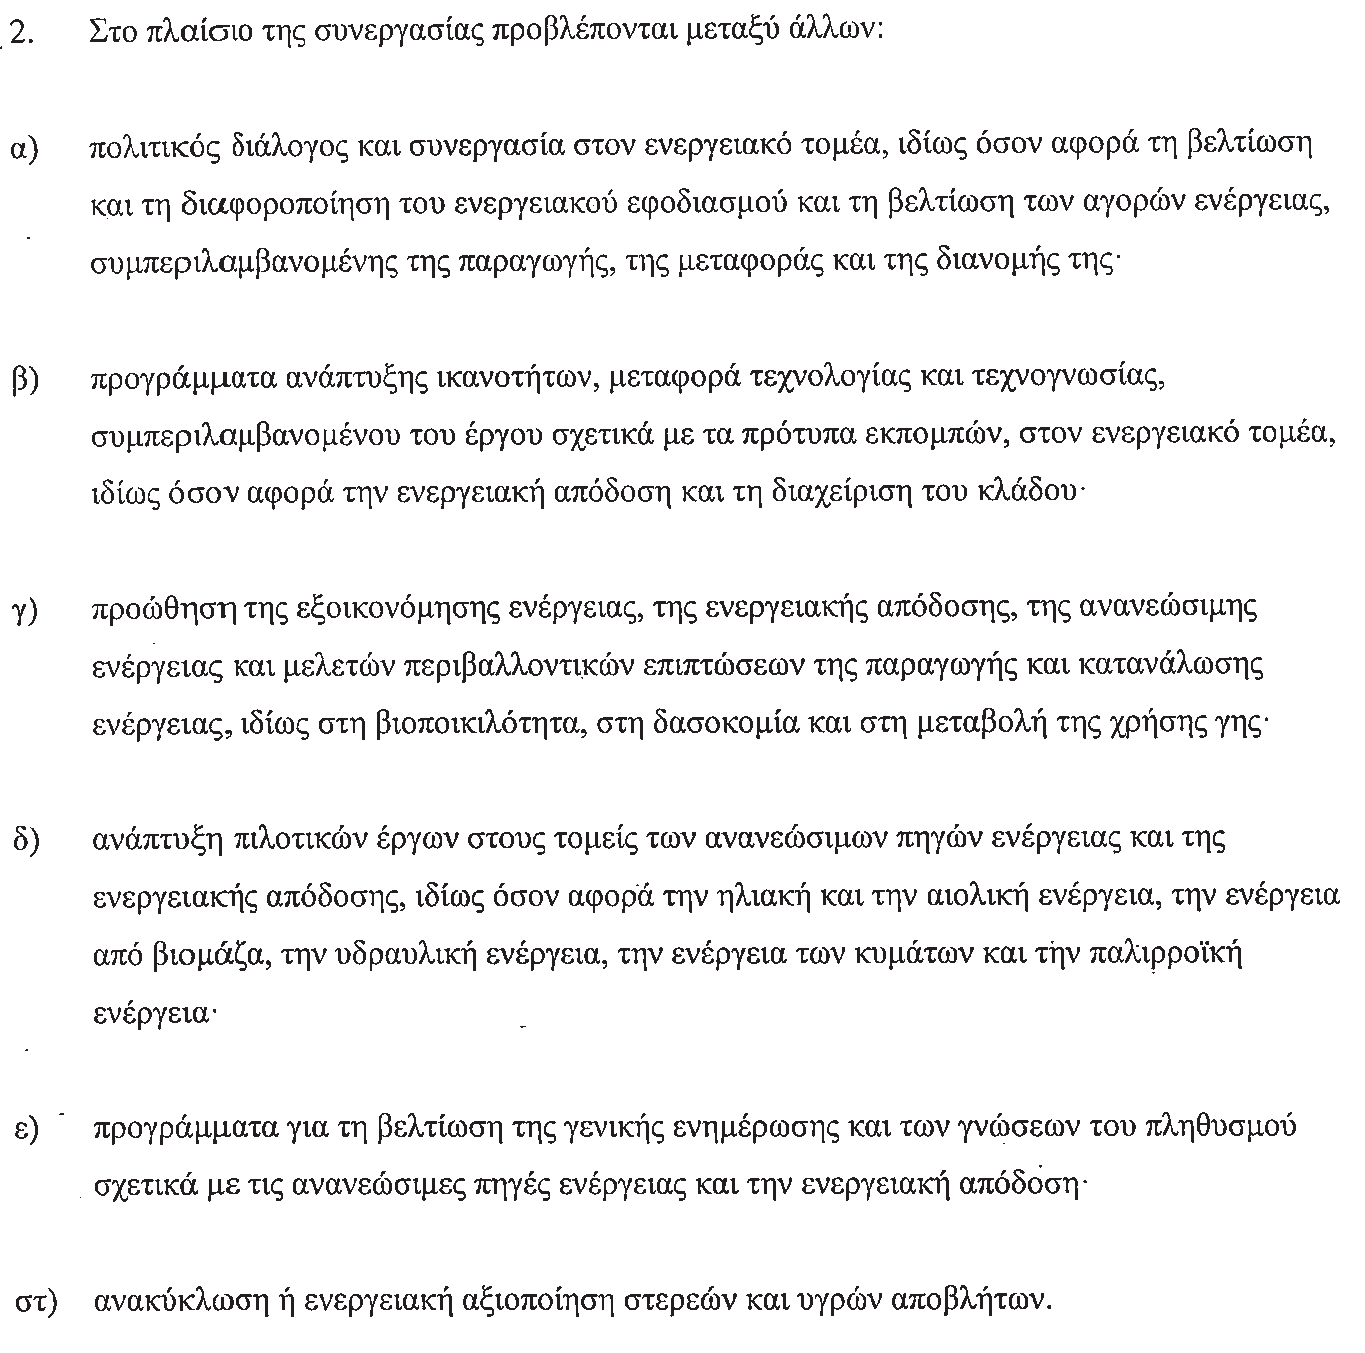 2. Στο πλαίσιο της συνεργασίας προβλέπονται μεταξύ άλλων:
α) πολιτικός διάλογος και συνεργασία στον ενεργειακό τομέα, ιδίως όσον αφορά τη βελτίωση
και τη διαφοροποίηση του ενεργειακού εφοδιασμού και τη βελτίωση των αγορών ενέργειας,
συμπεριλαμβανομένης της παραγωγής, της μεταφοράς και της διανομής της·
β) προγράμματα ανάπτυξης ικανοτήτων, μεταφορά τεχνολογίας και τεχνογνωσίας,
συμπεριλαμβανομένου του έργου σχετικά με τα πρότυπα εκπομπών, στον ενεργειακό τομέα,
ιδίως όσον αφορά την ενεργειακή απόδοση και τη διαχείριση του κλάδου·
γ) προώθηση της εξοικονόμησης ενέργειας, της ενεργειακής απόδοσης, της ανανεώσιμης
ενέργειας και μελετών περιβαλλοντικών επιπτώσεων της παραγωγής και κατανάλωσης
ενέργειας, ιδίως στη βιοποικιλότητα, στη δασοκομία και στη μεταβολή της χρήσης γης·
δ) ανάπτυξη πιλοτικών έργων στους τομείς των ανανεώσιμων πηγών ενέργειας και της
ενεργειακής απόδοσης, ιδίως όσον αφορά την ηλιακή και την αιολική ενέργεια, την ενέργεια
από βιομάζα, την υδραυλική ενέργεια, την ενέργεια των κυμάτων και την παλιρροϊκή
ενέργεια·
ε) προγράμματα για τη βελτίωση της γενικής ενημέρωσης και των γνώσεων του πληθυσμού
σχετικά με τις ανανεώσιμες πηγές ενέργειας και την ενεργειακή απόδοση·
στ) ανακύκλωση ή ενεργειακή αξιοποίηση στερεών και υγρών αποβλήτων.